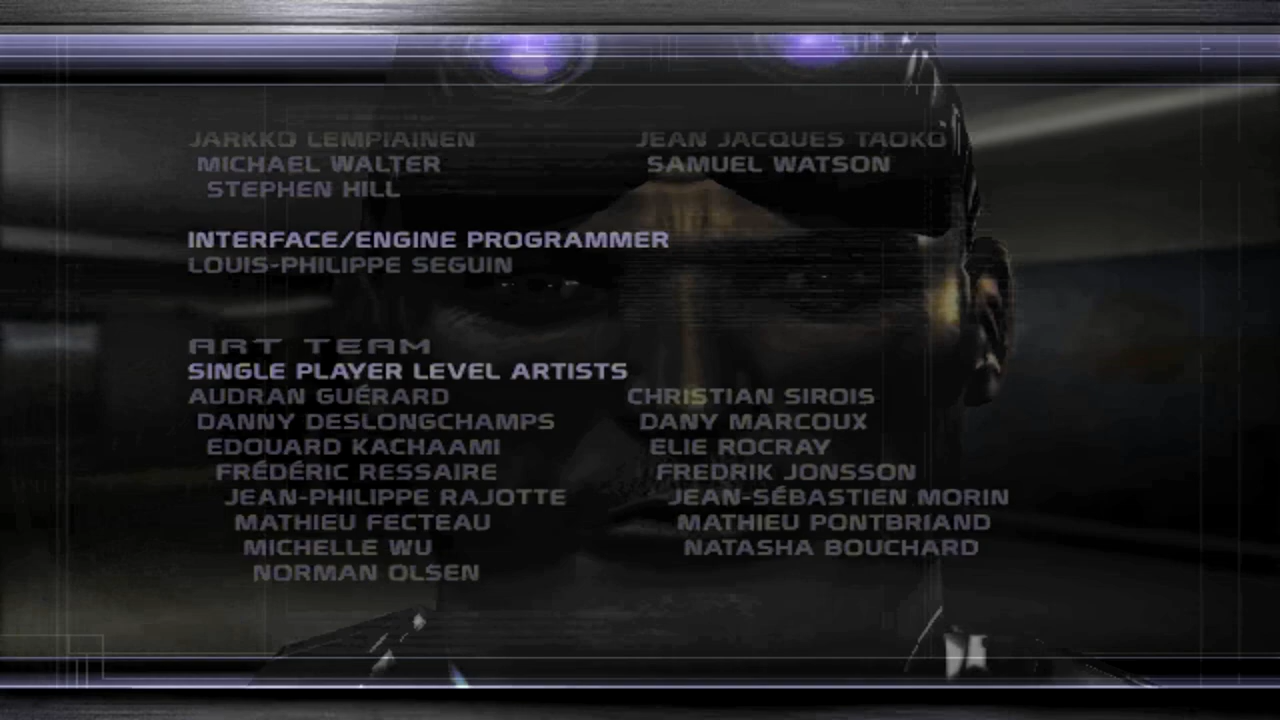 JARKKO LEMPIAINEN JEAN JACQUES TAOKO
MICHAEL WALTER SAMUEL WATSON
STEPHEN HILL
INTERFACE/ENGINE PROGRAMMER
LOUIS-PHILIPPE SEGUIN
ART TEAM
SINGLE PLAYER LEVEL ARTISTS
AUDRAN GUÉRARD CHRISTIAN SIROIS
DANNY DESLONGCHAMPS DANY MARCOUX
EDOUARD KACHAAMI ELIE ROCRAY
FRÉDÉRIC RESSAIRE FREDRIK JONSSON
JEAN-PHILIPPE RAJOTTE JEAN-SÉBASTIEN MORIN
MATHIEU FECTEAU MATHIEU PONTBRIAND
MICHELLE WU NATASHA BOUCHARD
NORMAN OLSEN